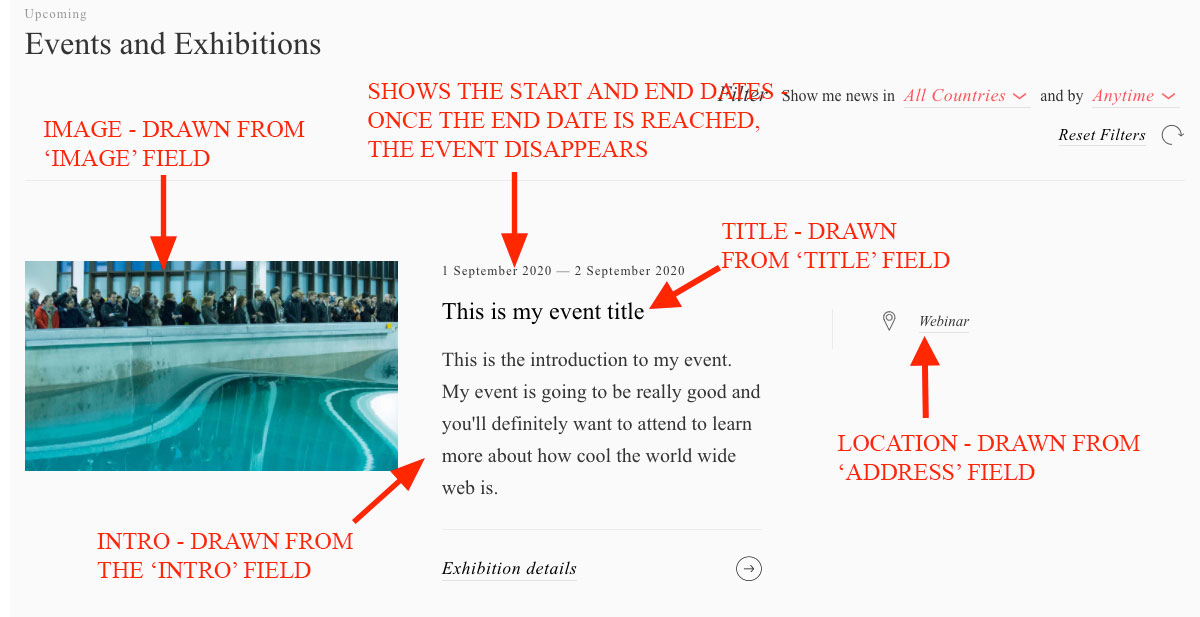 Upcoming
Events and Exhibitions
SHOWS THE START AND END DATES -
ONCE THE END DATE IS REACHED,
THE EVENT DISAPPEARS
Filter Show me news in All Countries and by Anytime
Reset Filters
IMAGE - DRAWN FROM
‘IMAGE’ FIELD
TITLE - DRAWN
FROM ‘TITLE’ FIELD
1 September 2020 — 2 September 2020
This is my event title
Webinar
This is the introduction to my event.
My event is going to be really good and
you'll definitely want to attend to learn
more about how cool the world wide
web is.
LOCATION - DRAWN FROM
‘ADDRESS’ FIELD
INTRO - DRAWN FROM
THE ‘INTRO’ FIELD
Exhibition details